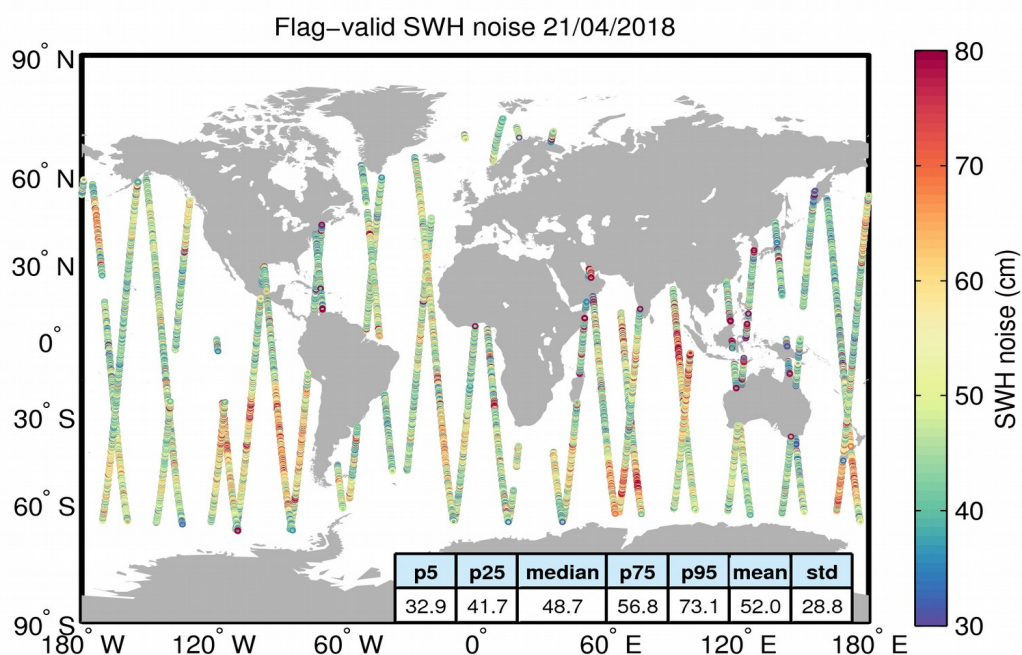 Flag−valid SWH noise 21/04/2018
90° N
60° N
30° N
0°
30° S
60° S
90° S
180° W
120° W
60° W
0°
60° E
120° E
180° E
p5 p25 median p75 p95 mean std
32.9 41.7 48.7 56.8 73.1 52.0 28.8
80
70
60
50
40
30
SWH noise (cm)